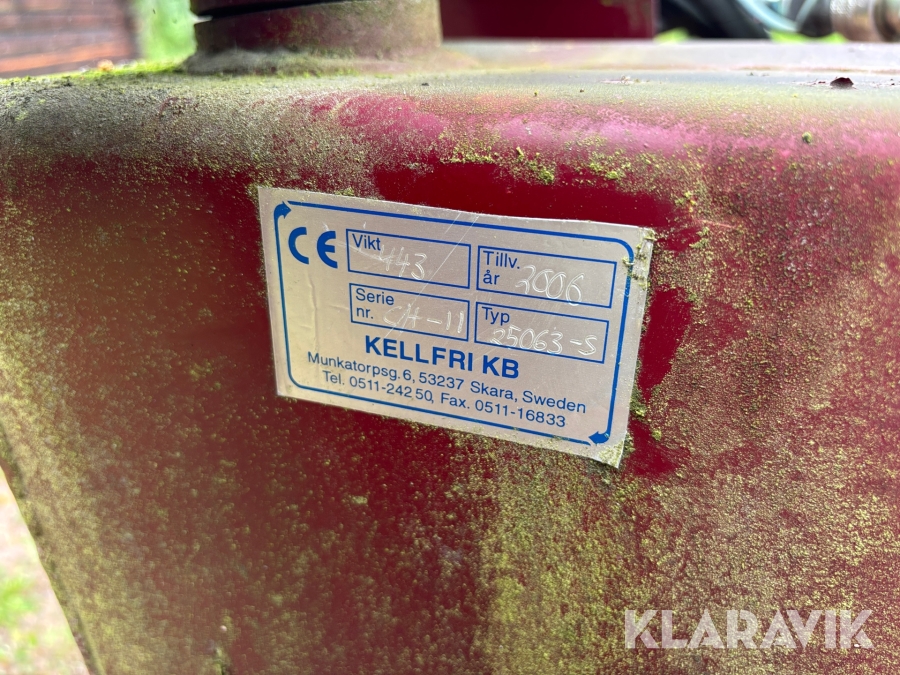 KLARAVIK
CE
Vikt 443
Tillv. år 2006
Serie nr. CH-11
Typ 25063-S
KELLFRI KB
Munkatorpsg. 6, 53237 Skara, Sweden
Tel. 0511-242 50, Fax. 0511-16833
KLARAVIK